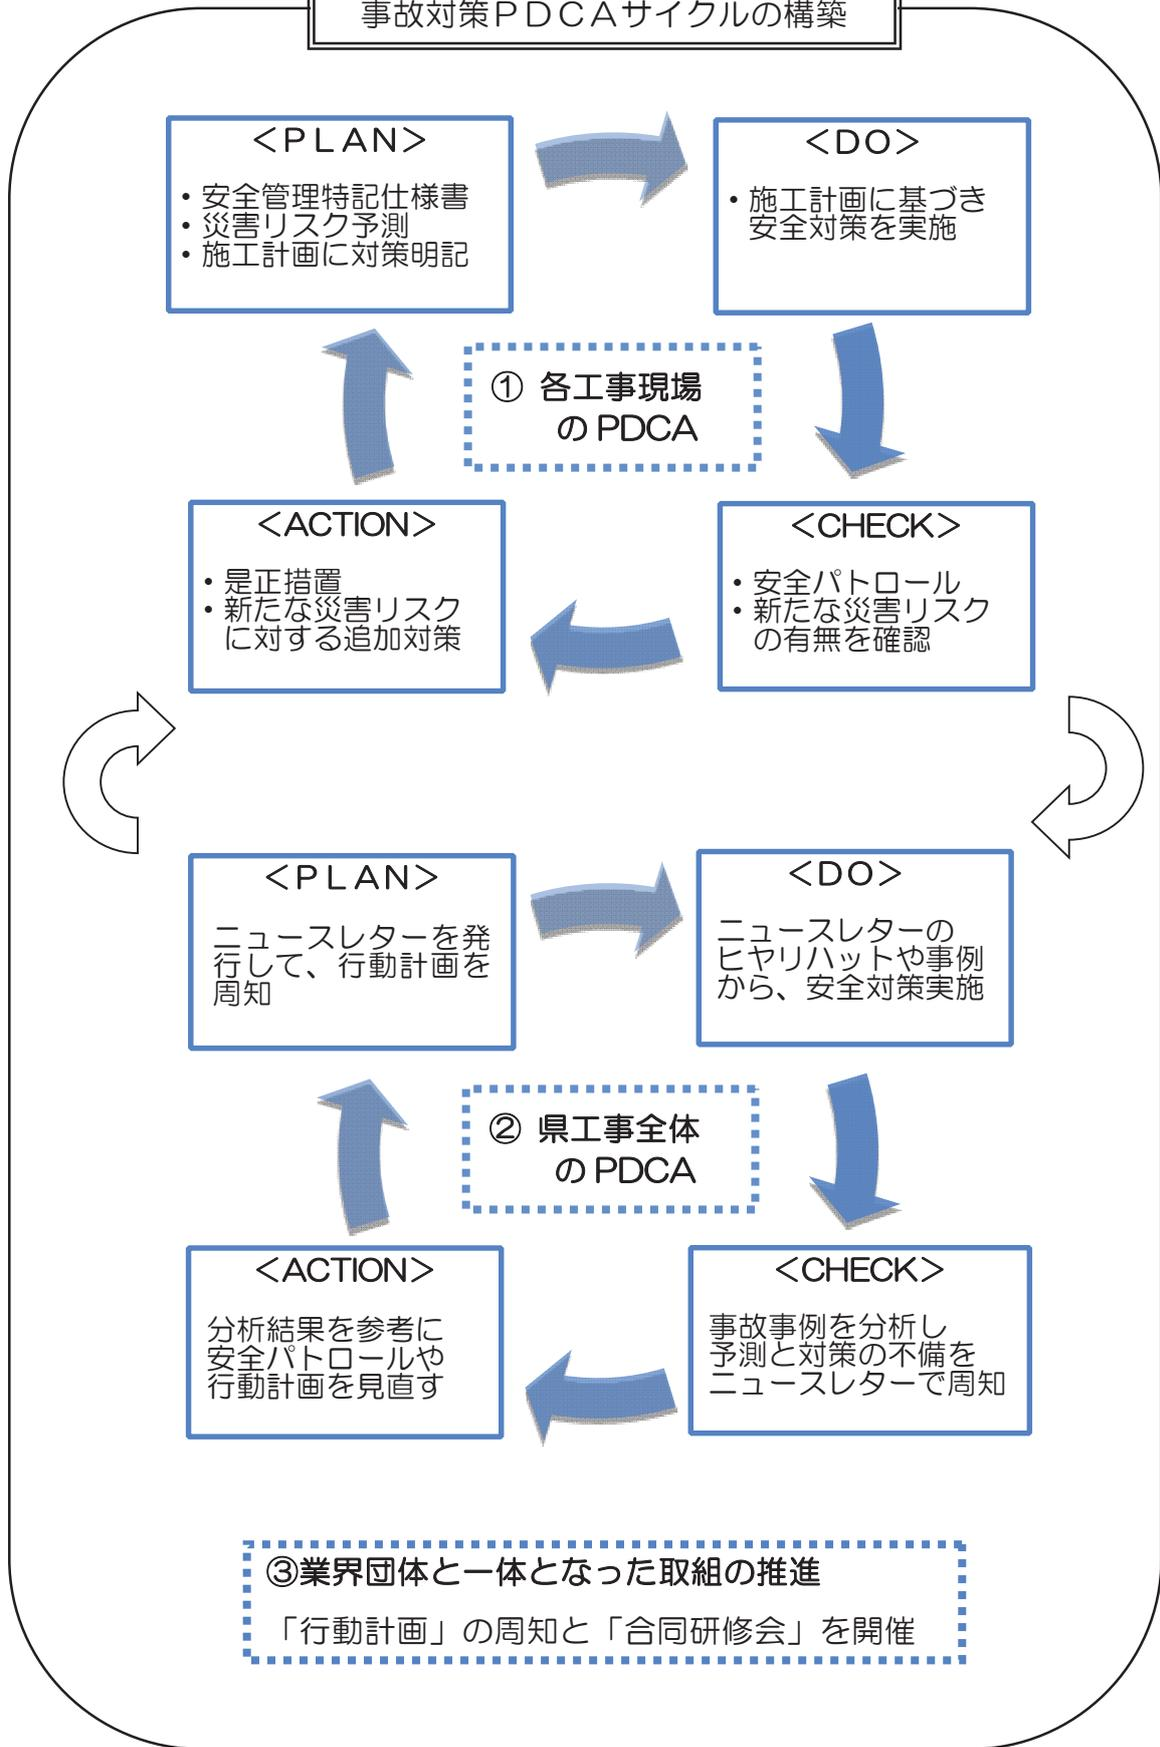 事故対策PDCAサイクルの構築
＜PLAN＞
・安全管理特記仕様書
・災害リスク予測
・施工計画に対策明記
＜DO＞
・施工計画に基づき
安全対策を実施
① 各工事現場
のPDCA
＜ACTION＞
・是正措置
・新たな災害リスク
に対する追加対策
＜CHECK＞
・安全パトロール
・新たな災害リスク
の有無を確認
＜PLAN＞
ニュースレターを発
行して、行動計画を
周知
＜DO＞
ニュースレターの
ヒヤリハットや事例
から、安全対策実施
② 県工事全体
のPDCA
＜ACTION＞
分析結果を参考に
安全パトロールや
行動計画を見直す
＜CHECK＞
事故事例を分析し
予測と対策の不備を
ニュースレターで周知
③業界団体と一体となった取組の推進
「行動計画」の周知と「合同研修会」を開催